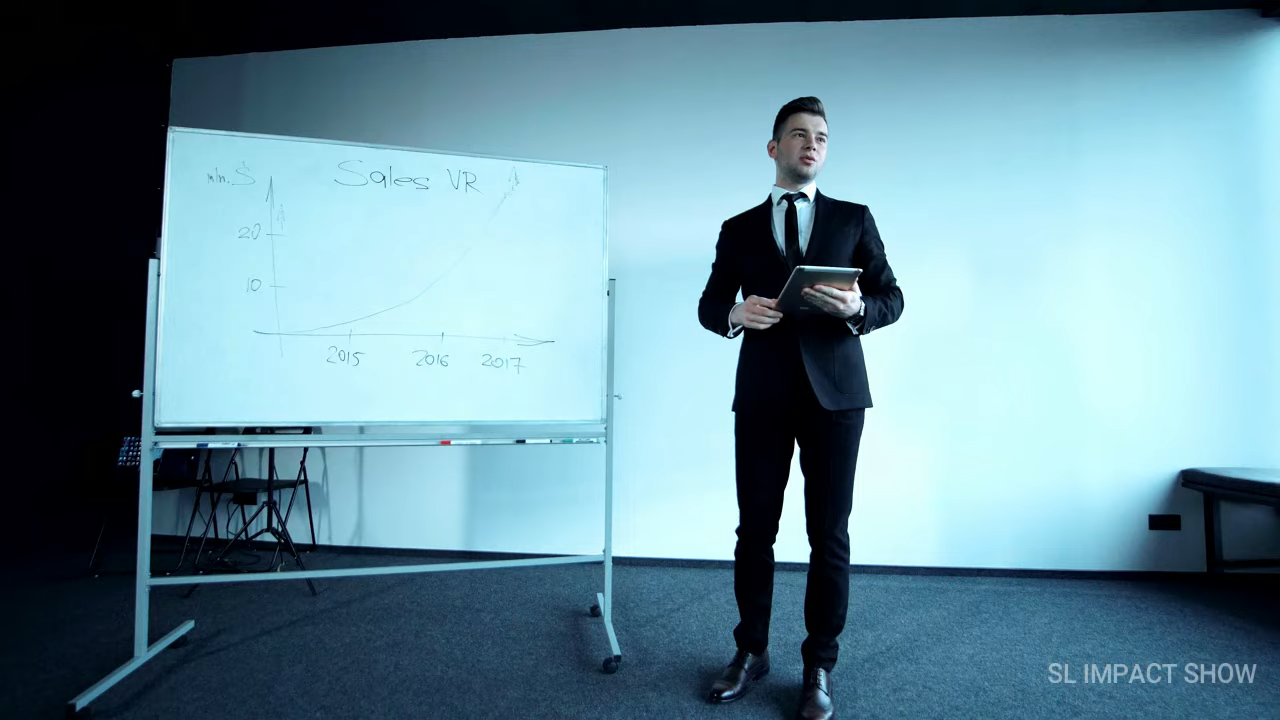 Sales VR
mln. $
20
10
2015 2016 2017
SL IMPACT SHOW